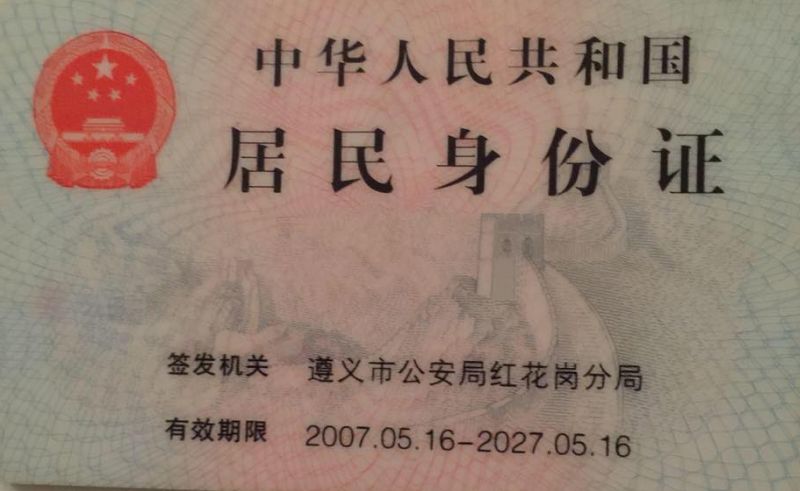 中华人民共和国
居民身份证
签发机关 遵义市公安局红花岗分局
有效期限 2007.05.16-2027.05.16